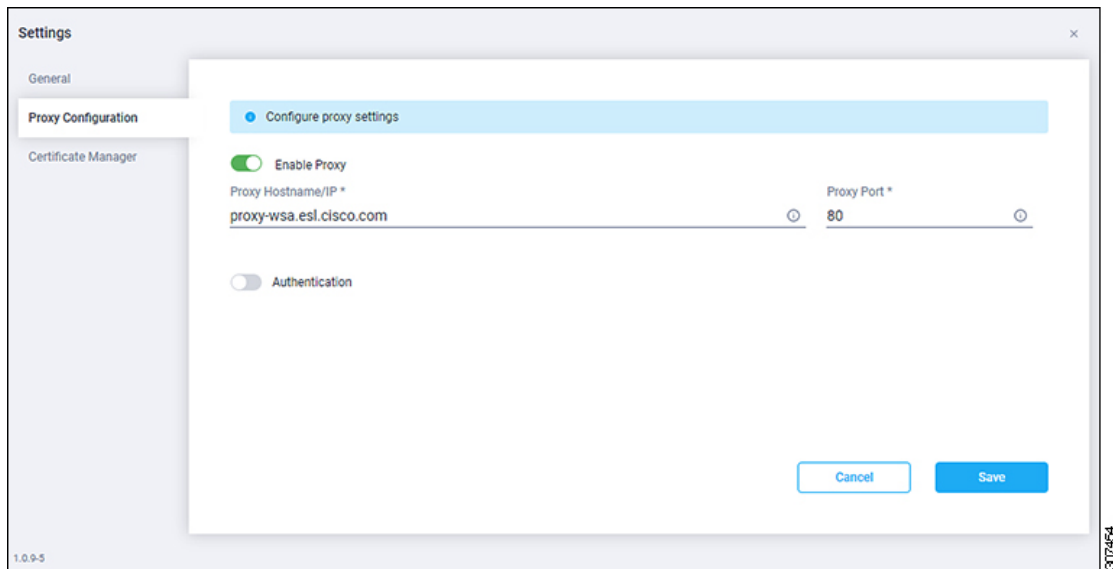 Settings
General
Proxy Configuration
Certificate Manager
Configure proxy settings
Enable Proxy
Proxy Hostname/IP *
proxy-wsa.esl.cisco.com
Proxy Port *
80
Authentication
Cancel
Save
1.0.9-5
307454